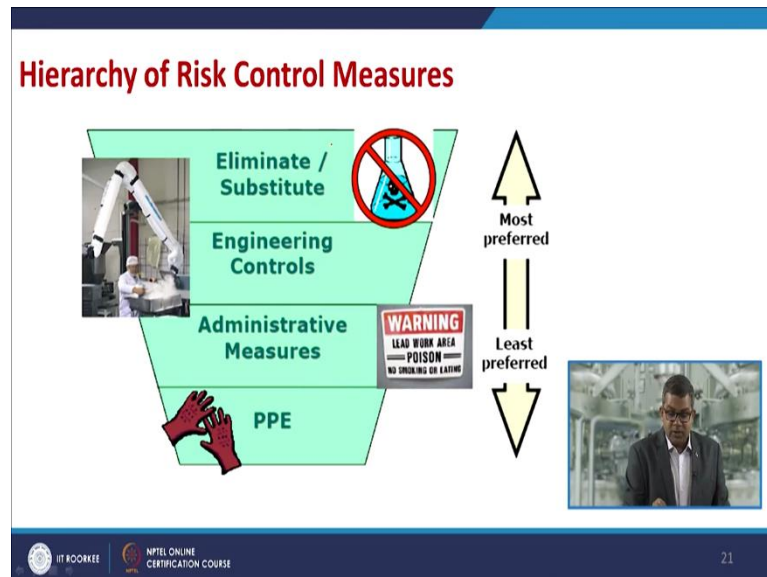 Hierarchy of Risk Control Measures
Eliminate /
Substitute
Engineering
Controls
Administrative
Measures
PPE
WARNING
LEAD WORK AREA
POISON
NO SMOKING OR EATING
Most
preferred
Least
preferred
IIT ROORKEE
NPTEL ONLINE
CERTIFICATION COURSE
21